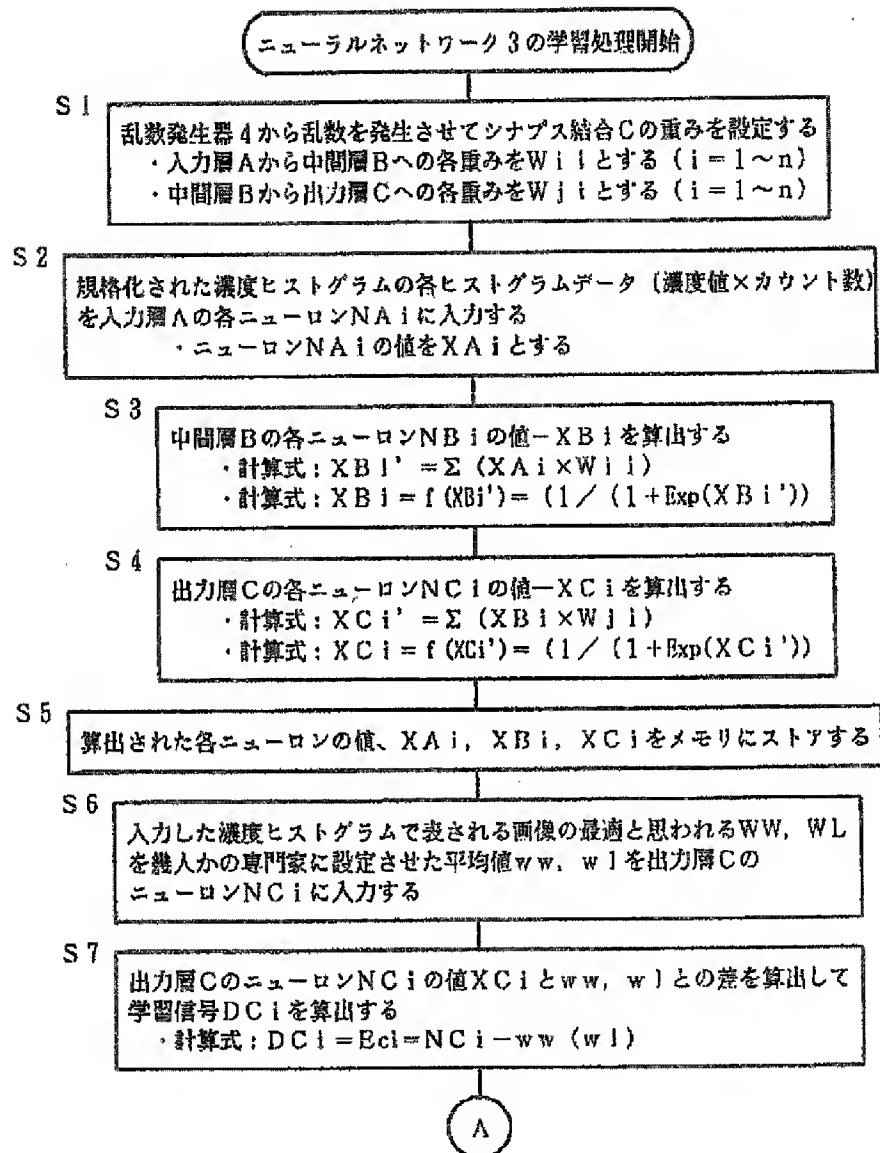 ニューラルネットワーク3の学習処理開始
S1
乱数発生器4から乱数を発生させてシナプス結合Cの重みを設定する
・入力層Aから中間層Bへの各重みをWiiとする(i=1~n)
・中間層Bから出力層Cへの各重みをWjiとする(i=1~n)
S2
規格化された濃度ヒストグラムの各ヒストグラムデータ(濃度値×カウント数)
を入力層Aの各ニューロンNAiに入力する
・ニューロンNAiの値をXAiとする
S3
中間層Bの各ニューロンNBiの値-XBiを算出する
・計算式:XBi'=Σ(XAi×Wii)
・計算式:XBi=f(XBi')=(1/(1+Exp(XBi'))
S4
出力層Cの各ニューロンNCiの値-XCiを算出する
・計算式:XCi'=Σ(XBi×Wji)
・計算式:XCi=f(XCi')=(1/(1+Exp(XCi'))
S5
算出された各ニューロンの値、XAi,XBi,XCiをメモリにストアする
S6
入力した濃度ヒストグラムで表される画像の最適と思われるWW,WL
を幾人かの専門家に設定させた平均値ww,wlを出力層Cの
ニューロンNCiに入力する
S7
出力層CのニューロンNCiの値XCiとww,wlとの差を算出して
学習信号DCiを算出する
・計算式:DCi=Eci=NCi-ww(wl)
A